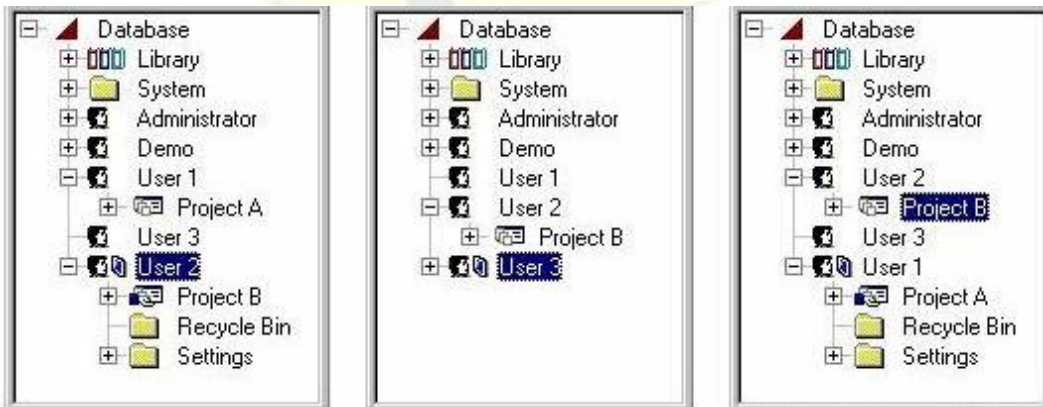 Database
Library
System
Administrator
Demo
User 1
Project A
User 3
User 2
Project B
Recycle Bin
Settings
Database
Library
System
Administrator
Demo
User 1
User 2
Project B
User 3
Database
Library
System
Administrator
Demo
User 2
Project B
User 3
User 1
Project A
Recycle Bin
Settings